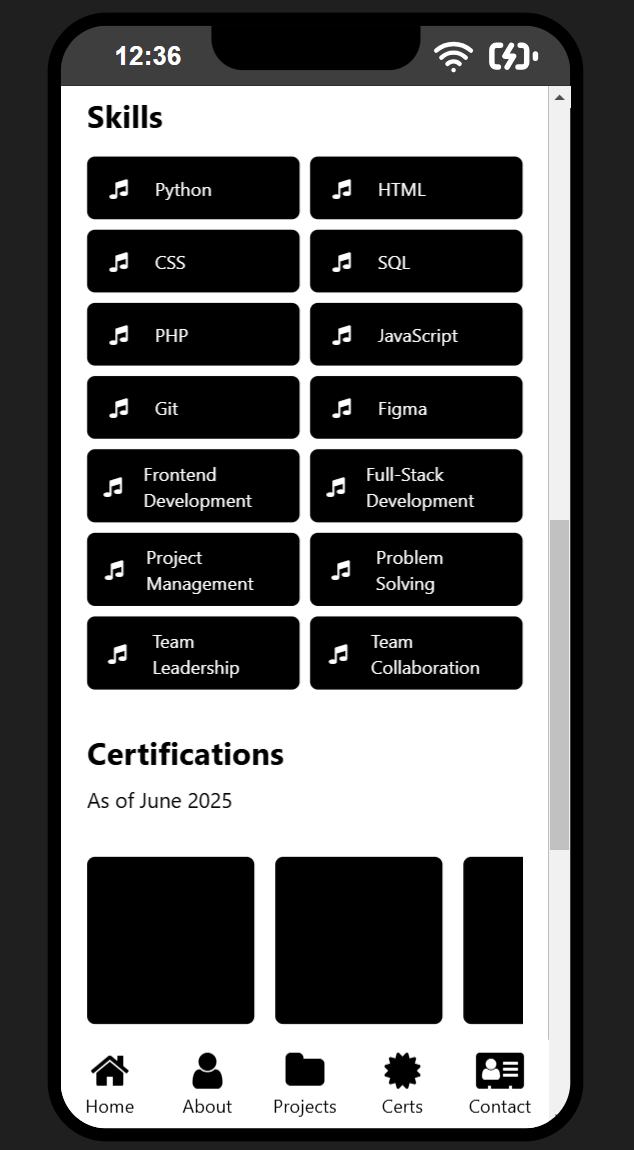 12:36
Skills
Python
HTML
CSS
SQL
PHP
JavaScript
Git
Figma
Frontend
Development
Full-Stack
Development
Project
Management
Problem
Solving
Team
Leadership
Team
Collaboration
Certifications
As of June 2025
Home
About
Projects
Certs
Contact